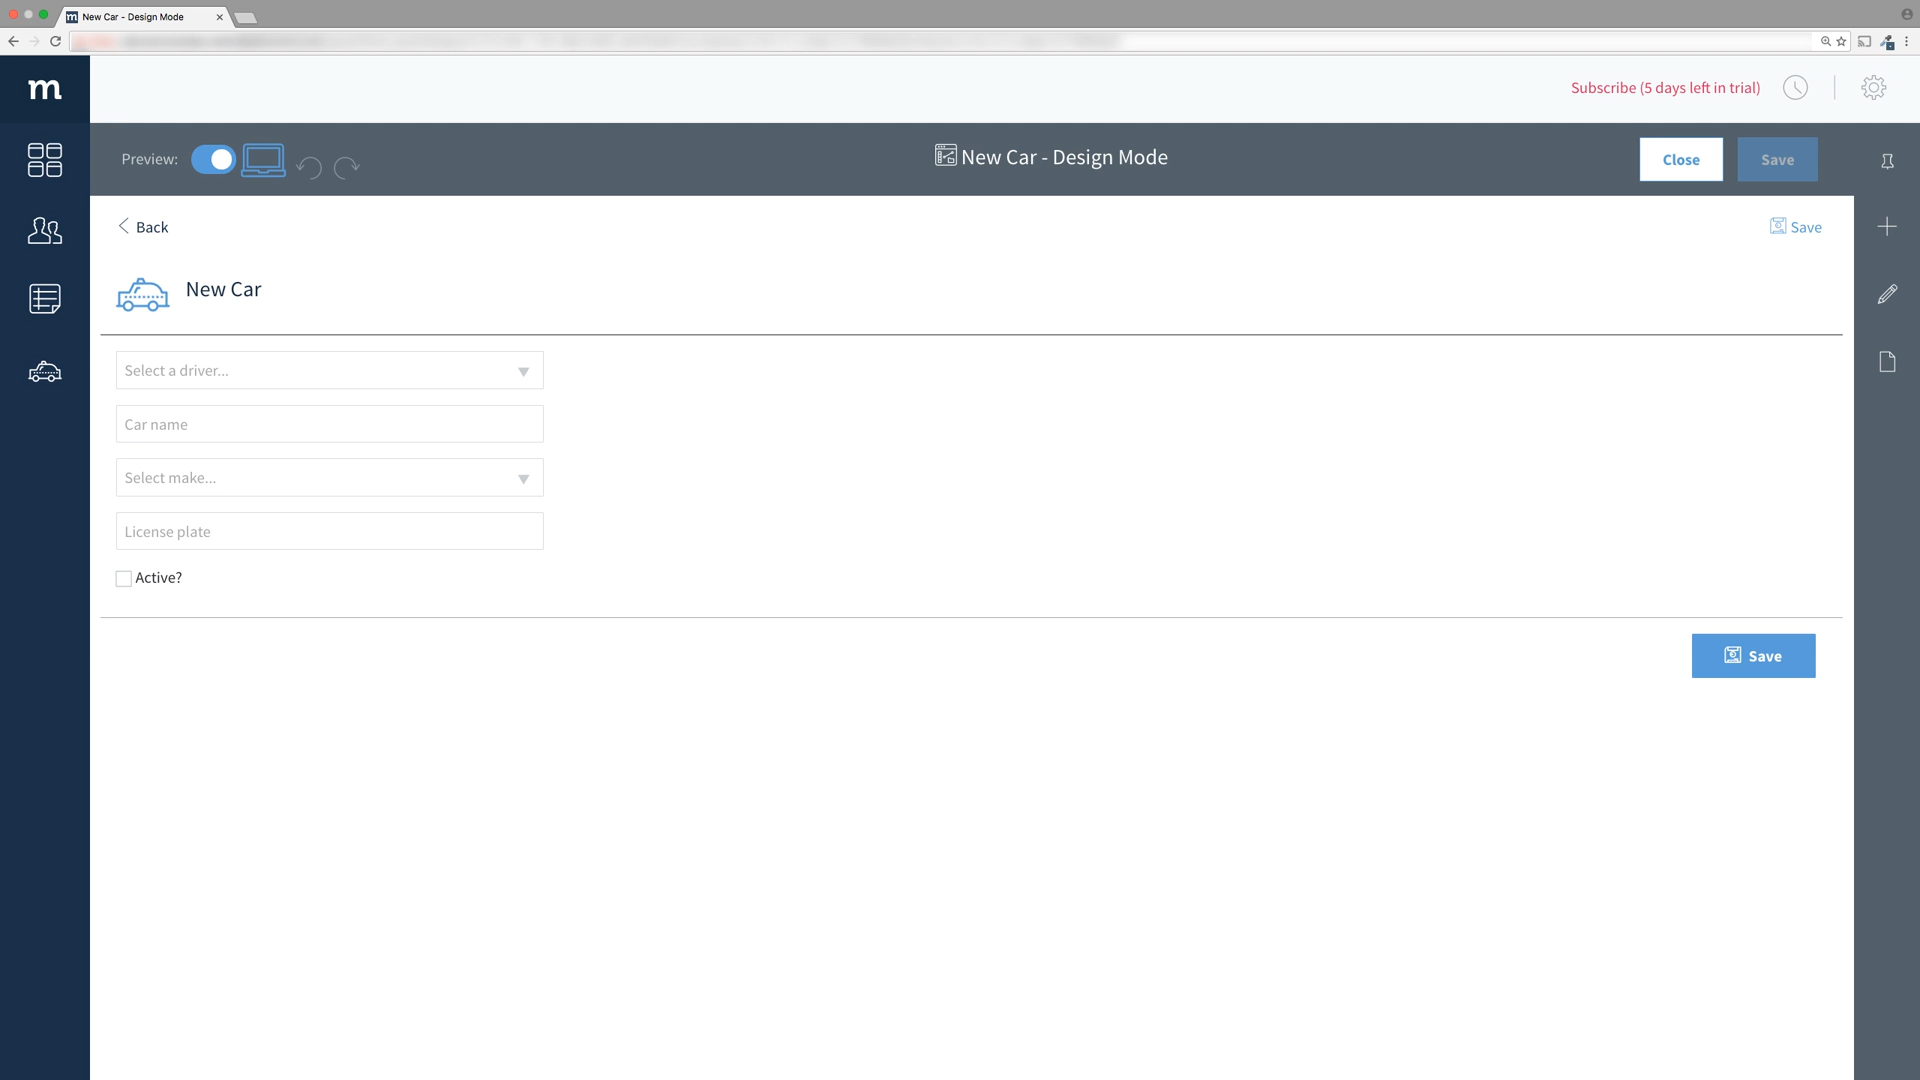 New Car - Design Mode
m
Subscribe (5 days left in trial)
Preview:
New Car - Design Mode
Close
Save
Back
Save
New Car
Select a driver...
Car name
Select make...
License plate
Active?
Save